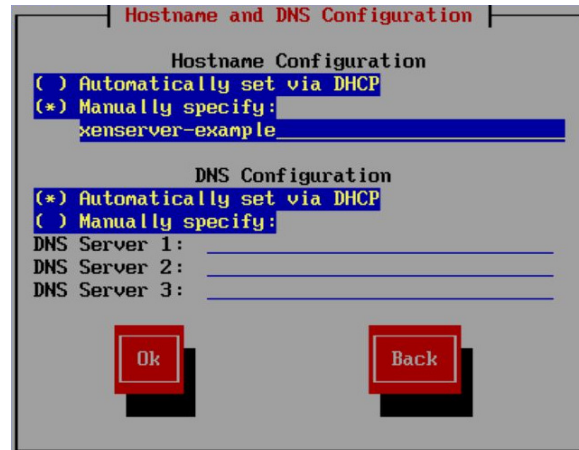 Hostname and DNS Configuration
Hostname Configuration
( ) Automatically set via DHCP
(*) Manually specify:
xenserver-example
DNS Configuration
(*) Automatically set via DHCP
( ) Manually specify:
DNS Server 1:
DNS Server 2:
DNS Server 3:
Ok Back